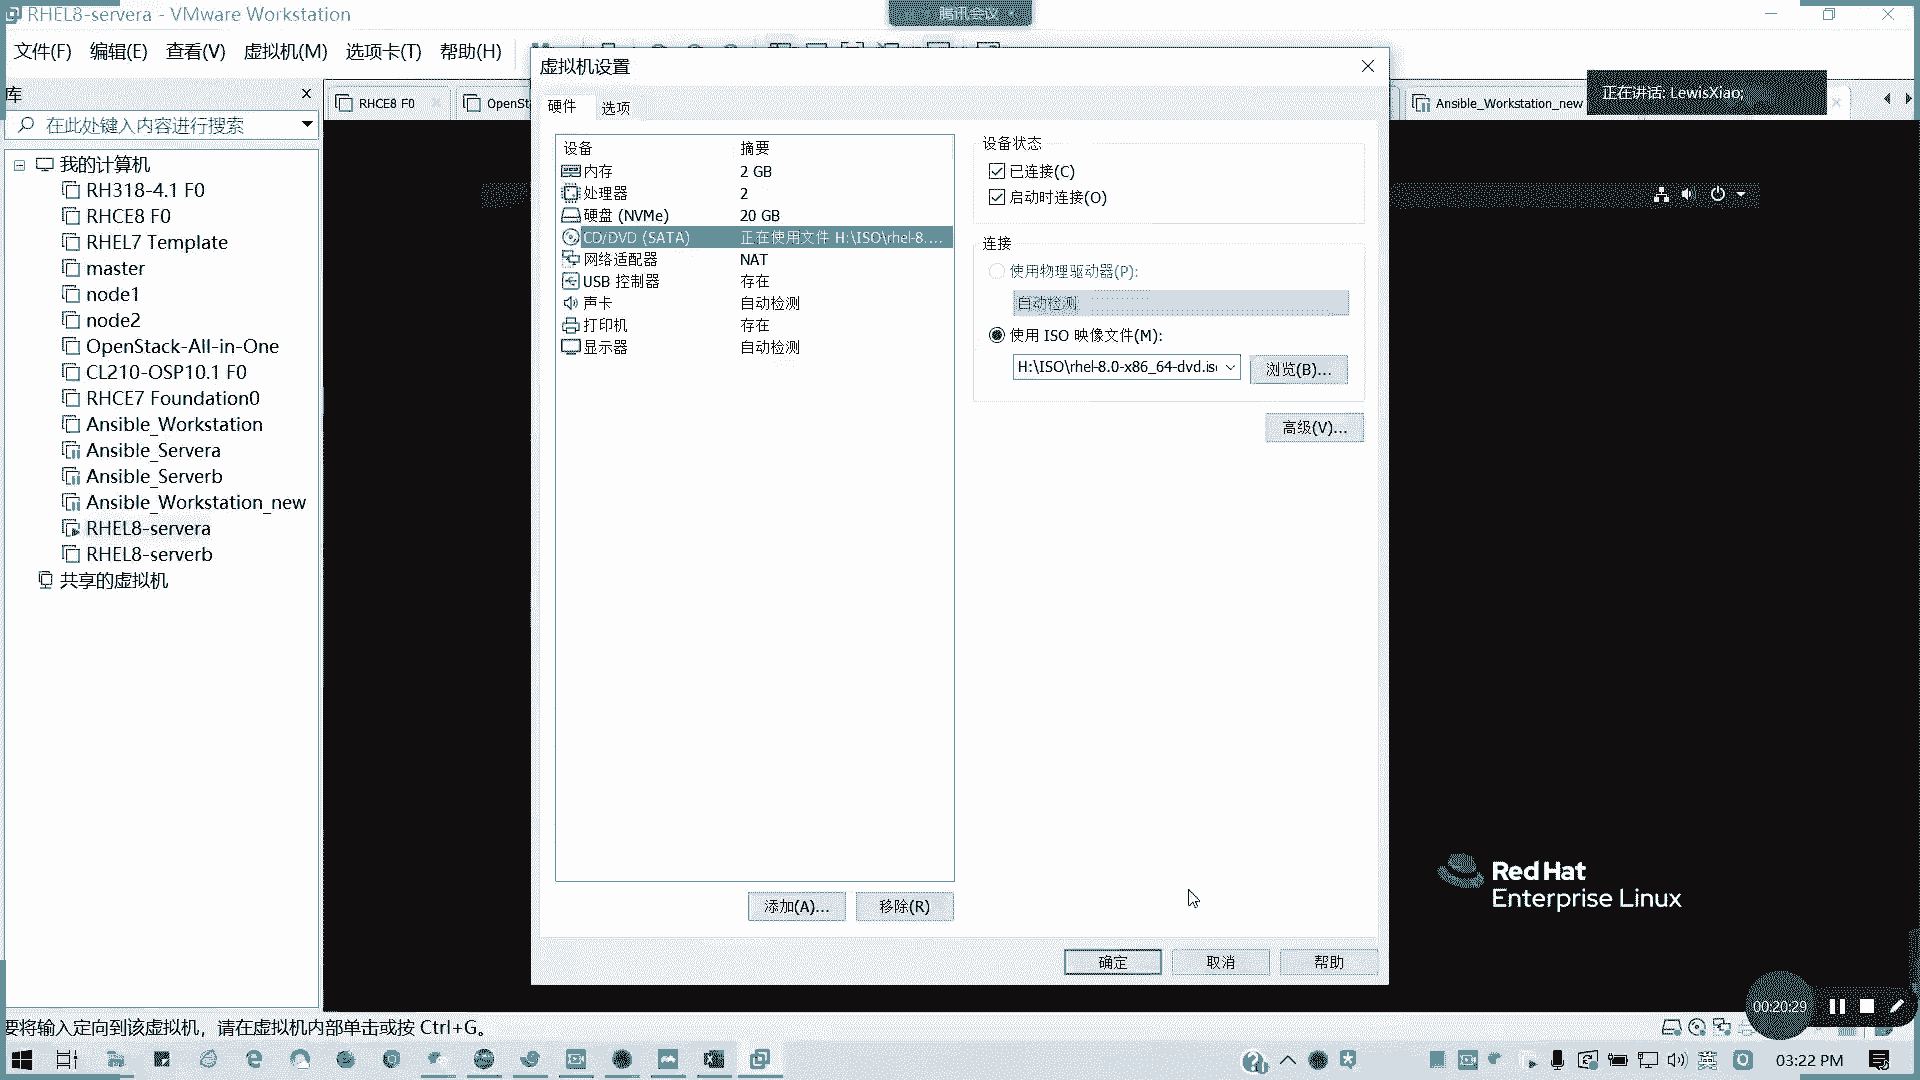 RHEL8-servera - VMware Workstation
腾讯会议
文件(F) 编辑(E) 查看(V) 虚拟机(M) 选项卡(T) 帮助(H)
库
在此处键入内容进行搜索
我的计算机
RH318-4.1 F0
RHCE8 F0
RHEL7 Template
master
node1
node2
OpenStack-All-in-One
CL210-OSP10.1 F0
RHCE7 Foundation0
Ansible_Workstation
Ansible_Servera
Ansible_Serverb
Ansible_Workstation_new
RHEL8-servera
RHEL8-serverb
共享的虚拟机
RHCE8 F0
OpenSt
Ansible_Workstation_new
正在讲话: LewisXiao;
虚拟机设置
硬件 选项
设备 摘要
内存 2 GB
处理器 2
硬盘 (NVMe) 20 GB
CD/DVD (SATA) 正在使用文件 H:\ISO\rhel-8....
网络适配器 NAT
USB 控制器 存在
声卡 自动检测
打印机 存在
显示器 自动检测
添加(A)... 移除(R)
设备状态
已连接(C)
启动时连接(O)
连接
使用物理驱动器(P):
自动检测
使用 ISO 映像文件(M):
H:\ISO\rhel-8.0-x86_64-dvd.is
浏览(B)...
高级(V)...
确定 取消 帮助
Red Hat
Enterprise Linux
00:20:29
要将输入定向到该虚拟机，请在虚拟机内部单击或按 Ctrl+G。
英
03:22 PM